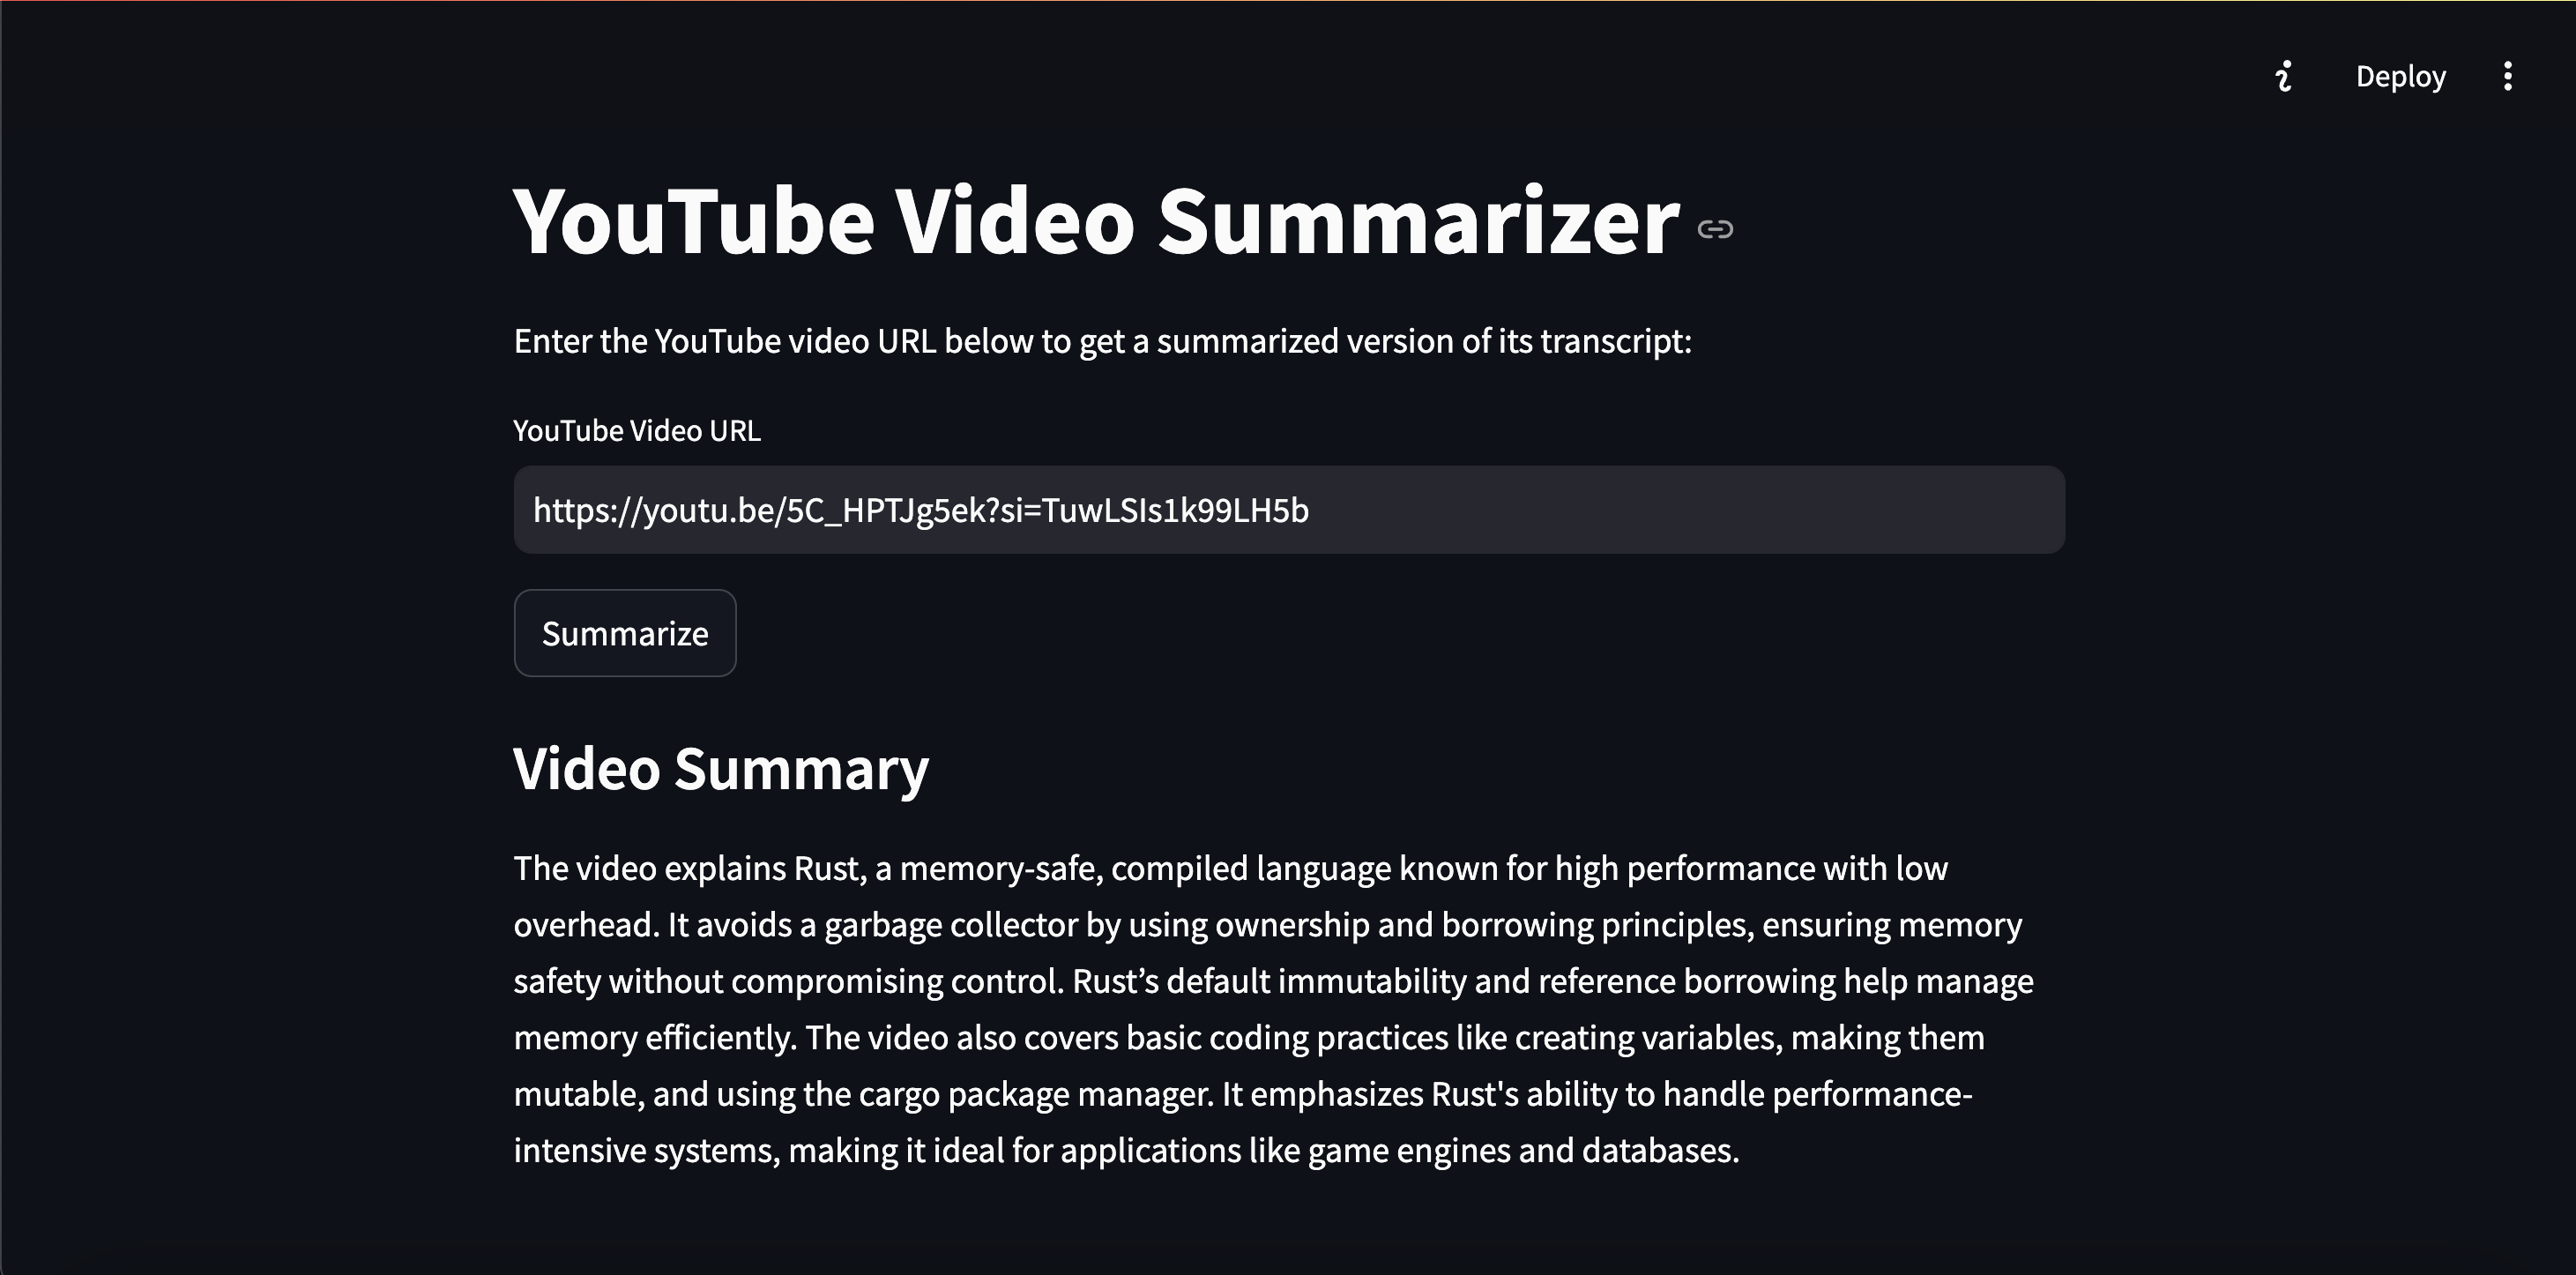 Deploy
YouTube Video Summarizer
Enter the YouTube video URL below to get a summarized version of its transcript:
YouTube Video URL
https://youtu.be/5C_HPTJg5ek?si=TuwLSIs1k99LH5b
Summarize
Video Summary
The video explains Rust, a memory-safe, compiled language known for high performance with low
overhead. It avoids a garbage collector by using ownership and borrowing principles, ensuring memory
safety without compromising control. Rust’s default immutability and reference borrowing help manage
memory efficiently. The video also covers basic coding practices like creating variables, making them
mutable, and using the cargo package manager. It emphasizes Rust's ability to handle performance-
intensive systems, making it ideal for applications like game engines and databases.